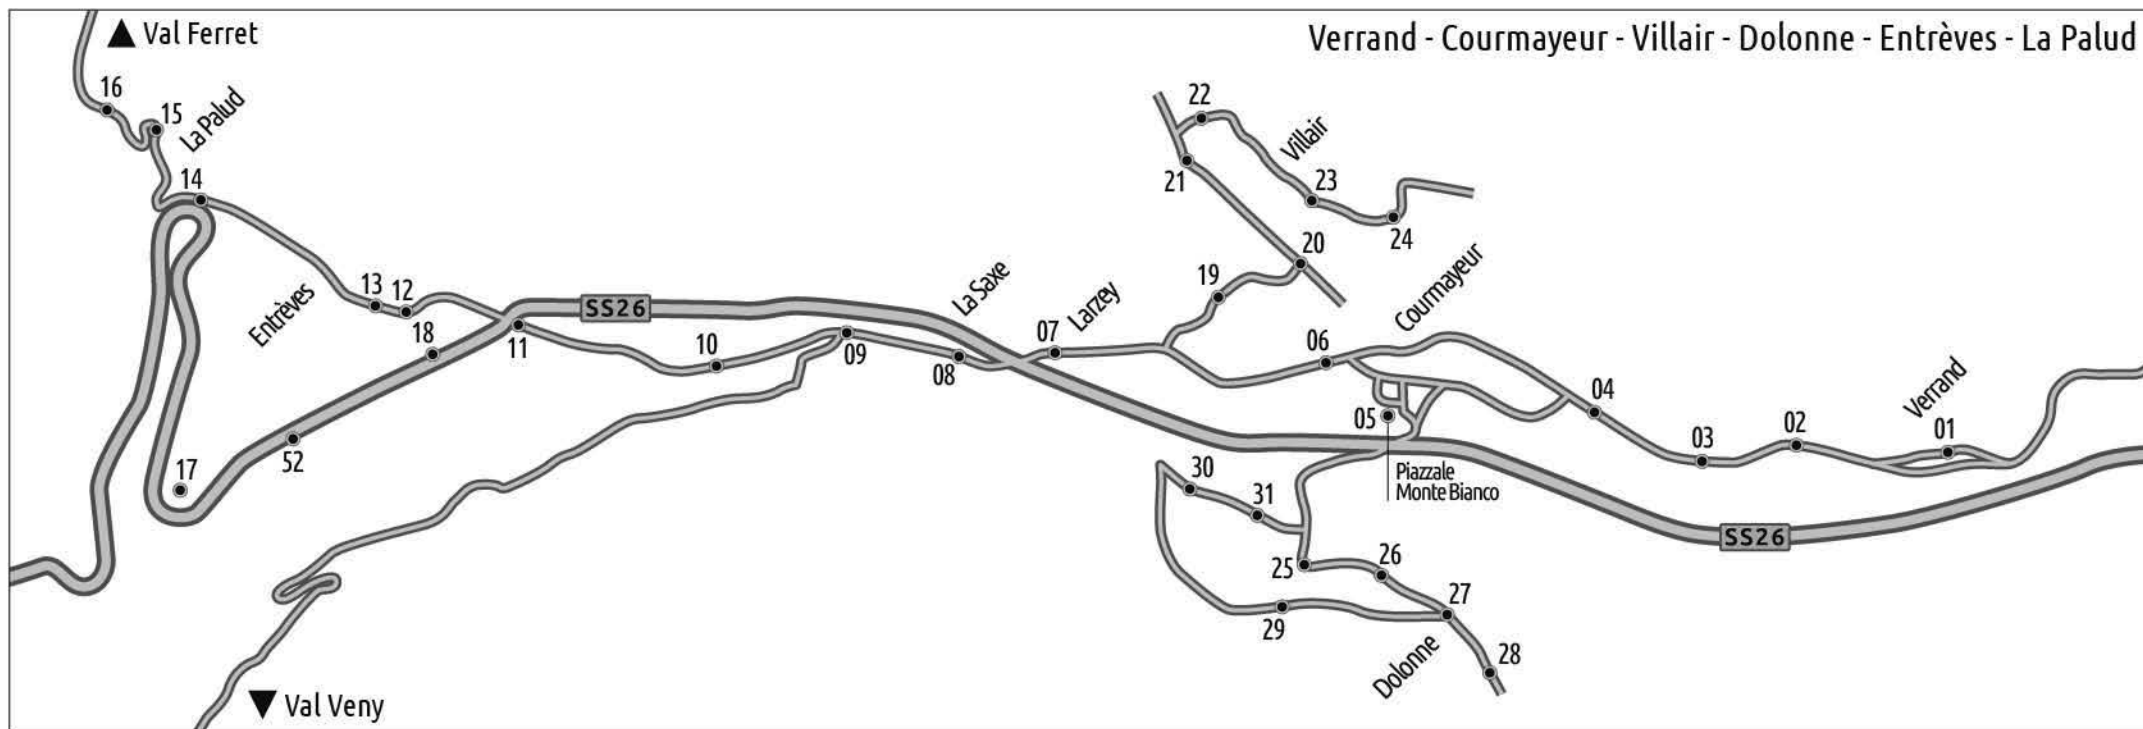 Val Ferret
Verrand - Courmayeur - Villair - Dolonne - Entrèves - La Palud
16
15
La Palud
14
22
Villair
21
23
24
20
19
Courmayeur
13
12
Entrèves
18
SS26
11
10
09
La Saxe
08
07
Larzey
06
05
04
03
02
01
Verrand
52
17
Piazzale
Monte Bianco
30
31
SS26
25
26
27
29
28
Dolonne
Val Veny